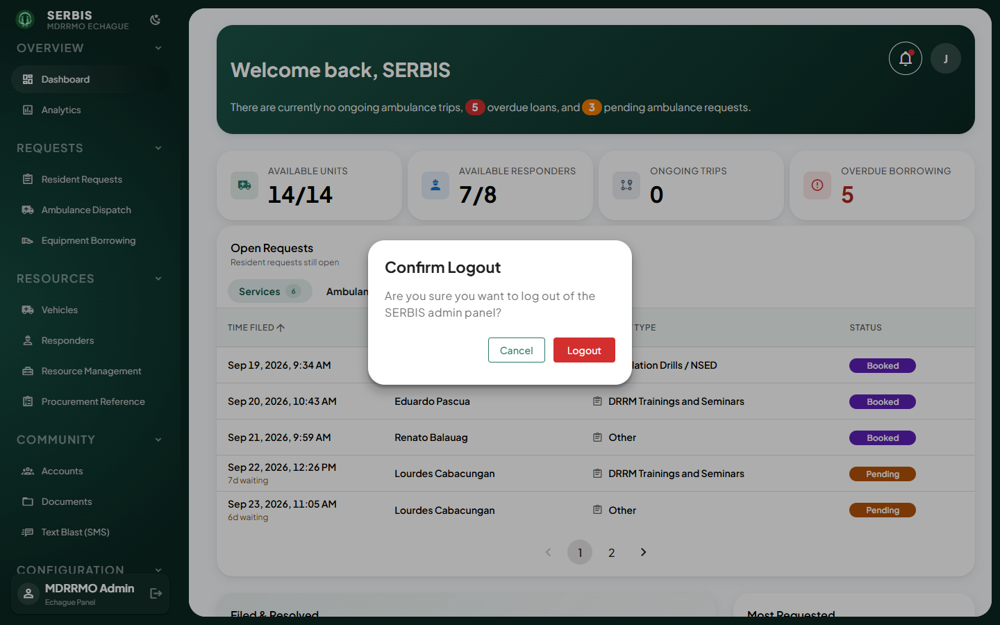 SERBIS
MDRRMO ECHAGUE
OVERVIEW
Dashboard
Analytics
REQUESTS
Resident Requests
Ambulance Dispatch
Equipment Borrowing
RESOURCES
Vehicles
Responders
Resource Management
Procurement Reference
COMMUNITY
Accounts
Documents
Text Blast (SMS)
CONFIGURATION
MDRRMO Admin
Echague Panel
Welcome back, SERBIS
J
There are currently no ongoing ambulance trips, 5 overdue loans, and 3 pending ambulance requests.
AVAILABLE UNITS
14/14
AVAILABLE RESPONDERS
7/8
ONGOING TRIPS
0
OVERDUE BORROWING
5
Open Requests
Resident requests still open
Services 6
Ambulan
Confirm Logout
Are you sure you want to log out of the
SERBIS admin panel?
Cancel Logout
TIME FILED TYPE STATUS
Sep 19, 2026, 9:34 AM lation Drills / NSED Booked
Sep 20, 2026, 10:43 AM Eduardo Pascua DRRM Trainings and Seminars Booked
Sep 21, 2026, 9:59 AM Renato Balauag Other Booked
Sep 22, 2026, 12:26 PM Lourdes Cabacungan DRRM Trainings and Seminars Pending
7d waiting
Sep 23, 2026, 11:05 AM Lourdes Cabacungan Other Pending
6d waiting
1 2
Filed & Resolved
Most Requested